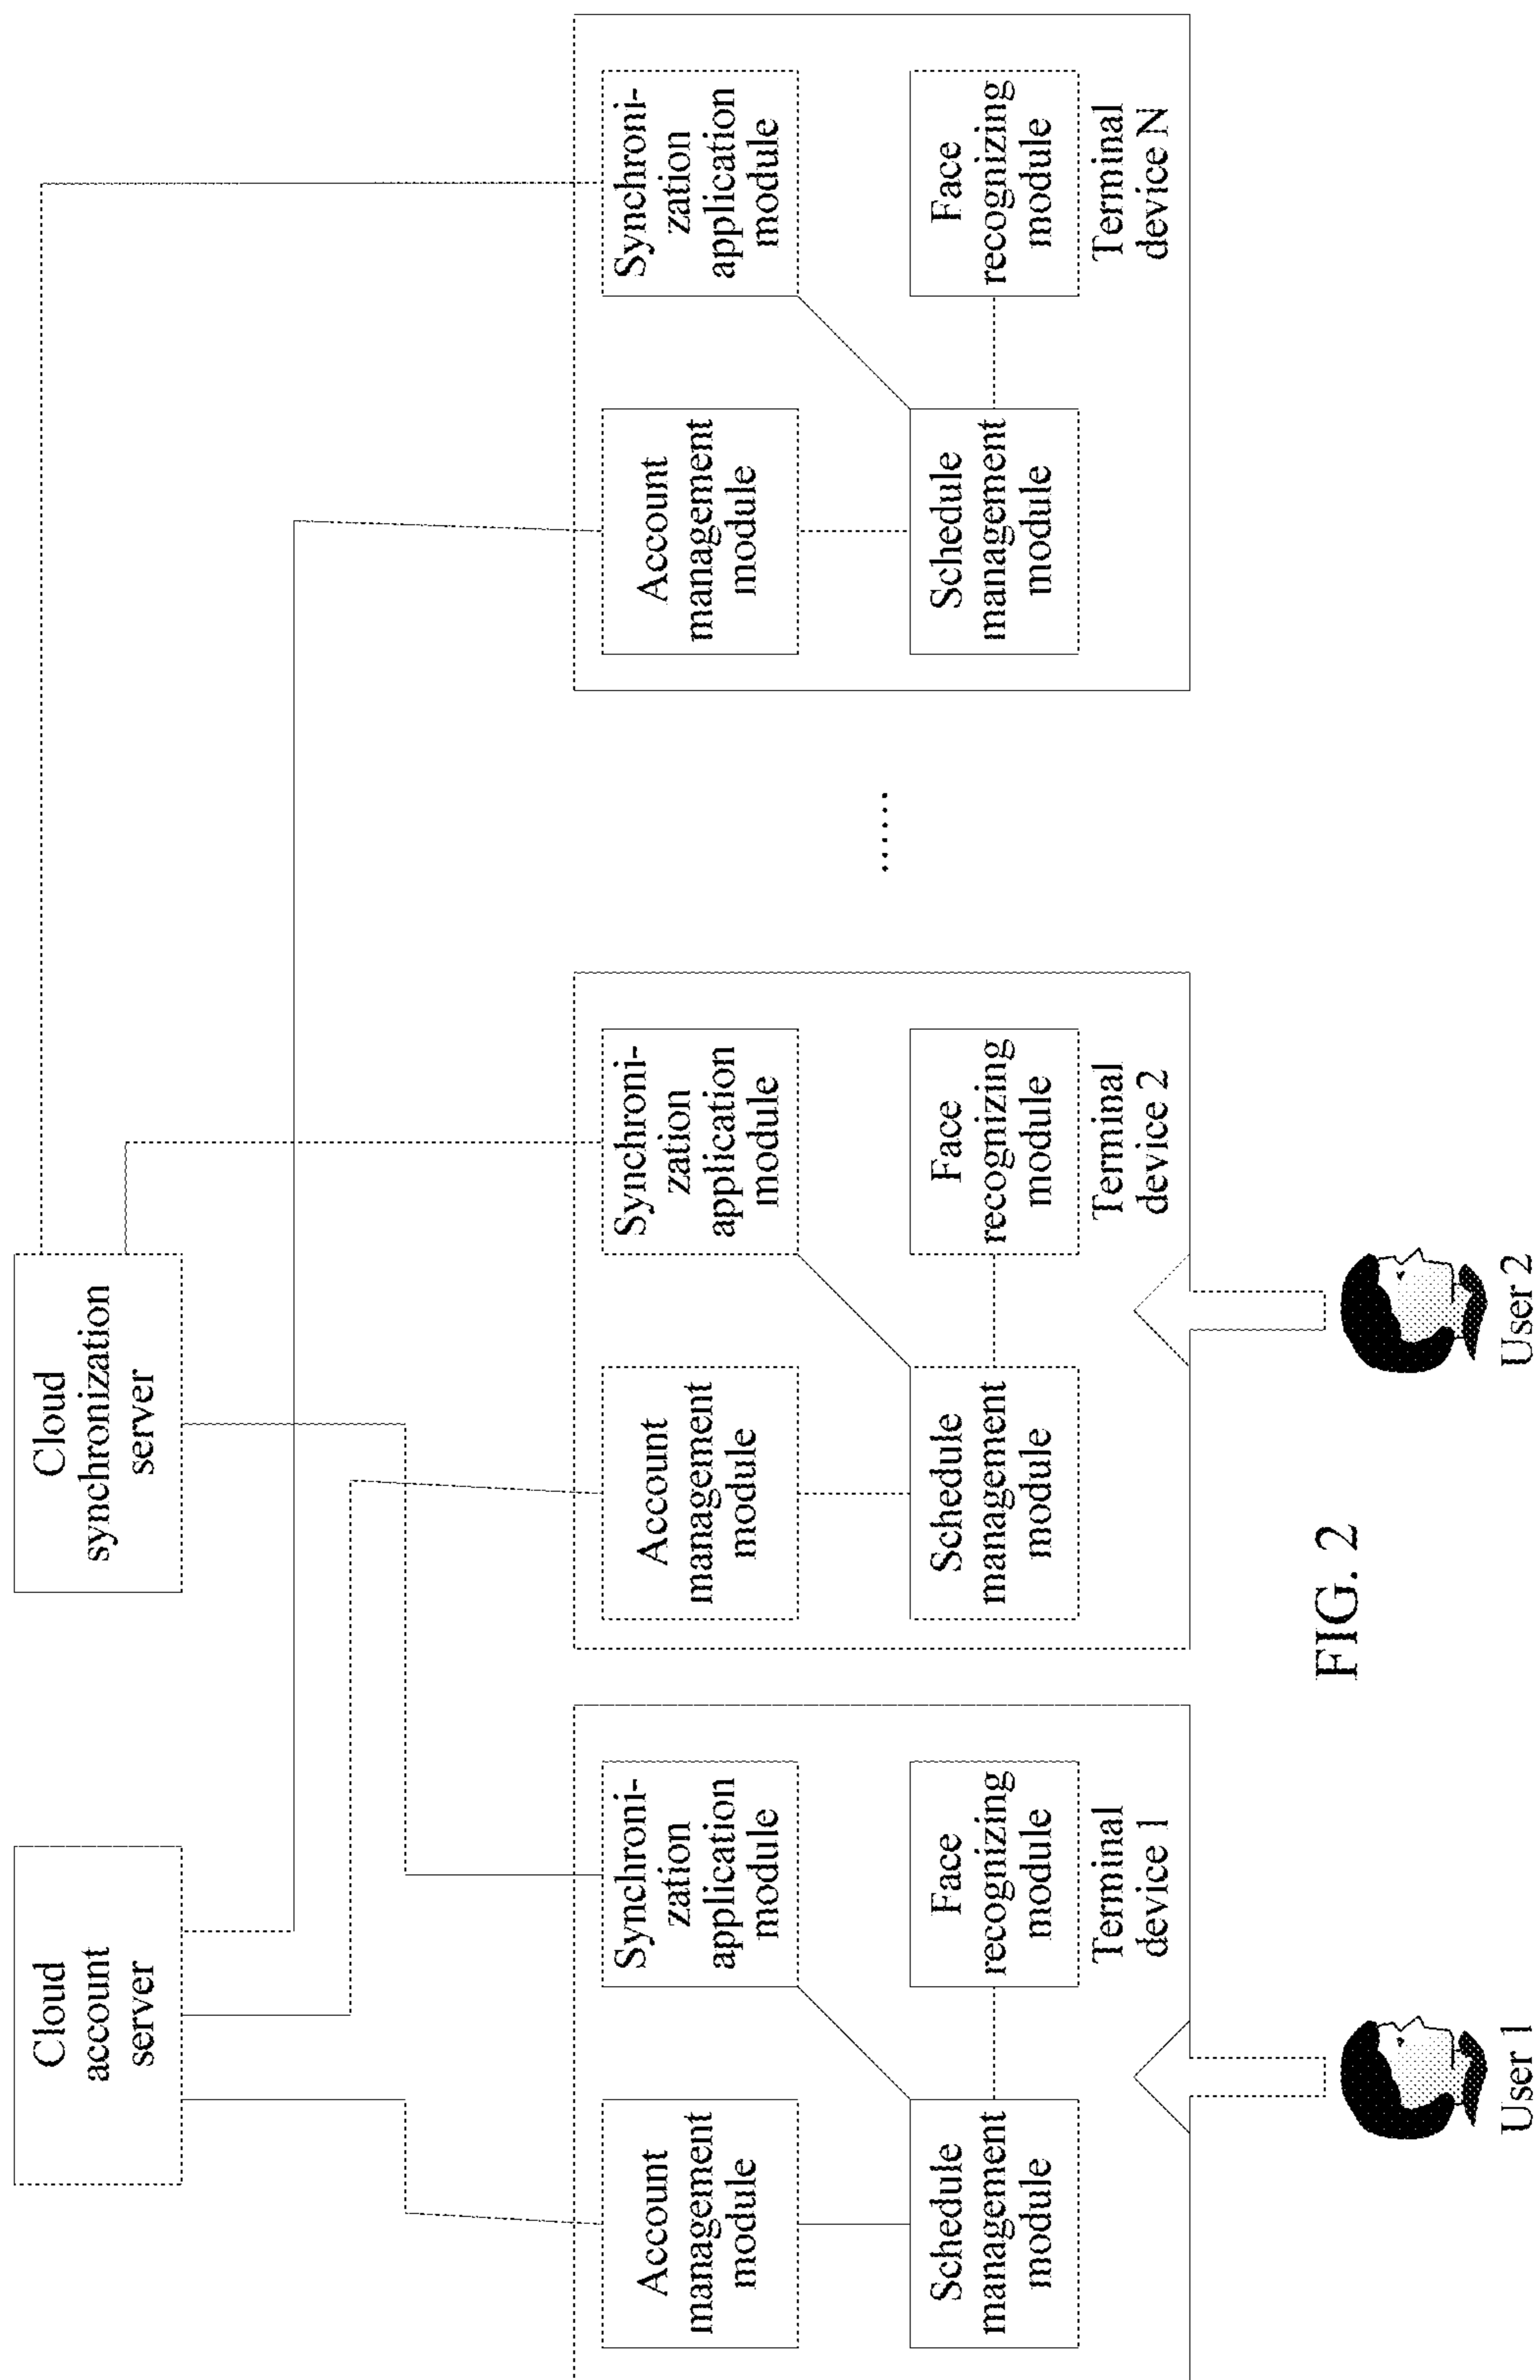 Cloud
account
server
Cloud
synchronization
server
Account
management
module
Synchroni-
zation
application
module
Schedule
management
module
Face
recognizing
module
Terminal
device 1
Account
management
module
Synchroni-
zation
application
module
Schedule
management
module
Face
recognizing
module
Terminal
device 2
......
Account
management
module
Synchroni-
zation
application
module
Schedule
management
module
Face
recognizing
module
Terminal
device N
User 1
User 2
FIG. 2